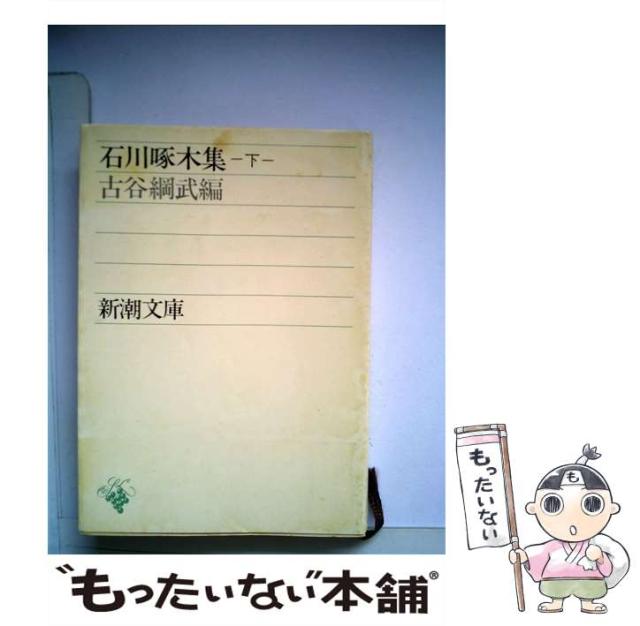 石川啄木集－下－
古谷綱武編
新潮文庫
もったいない
も
"もったいない"本舗®